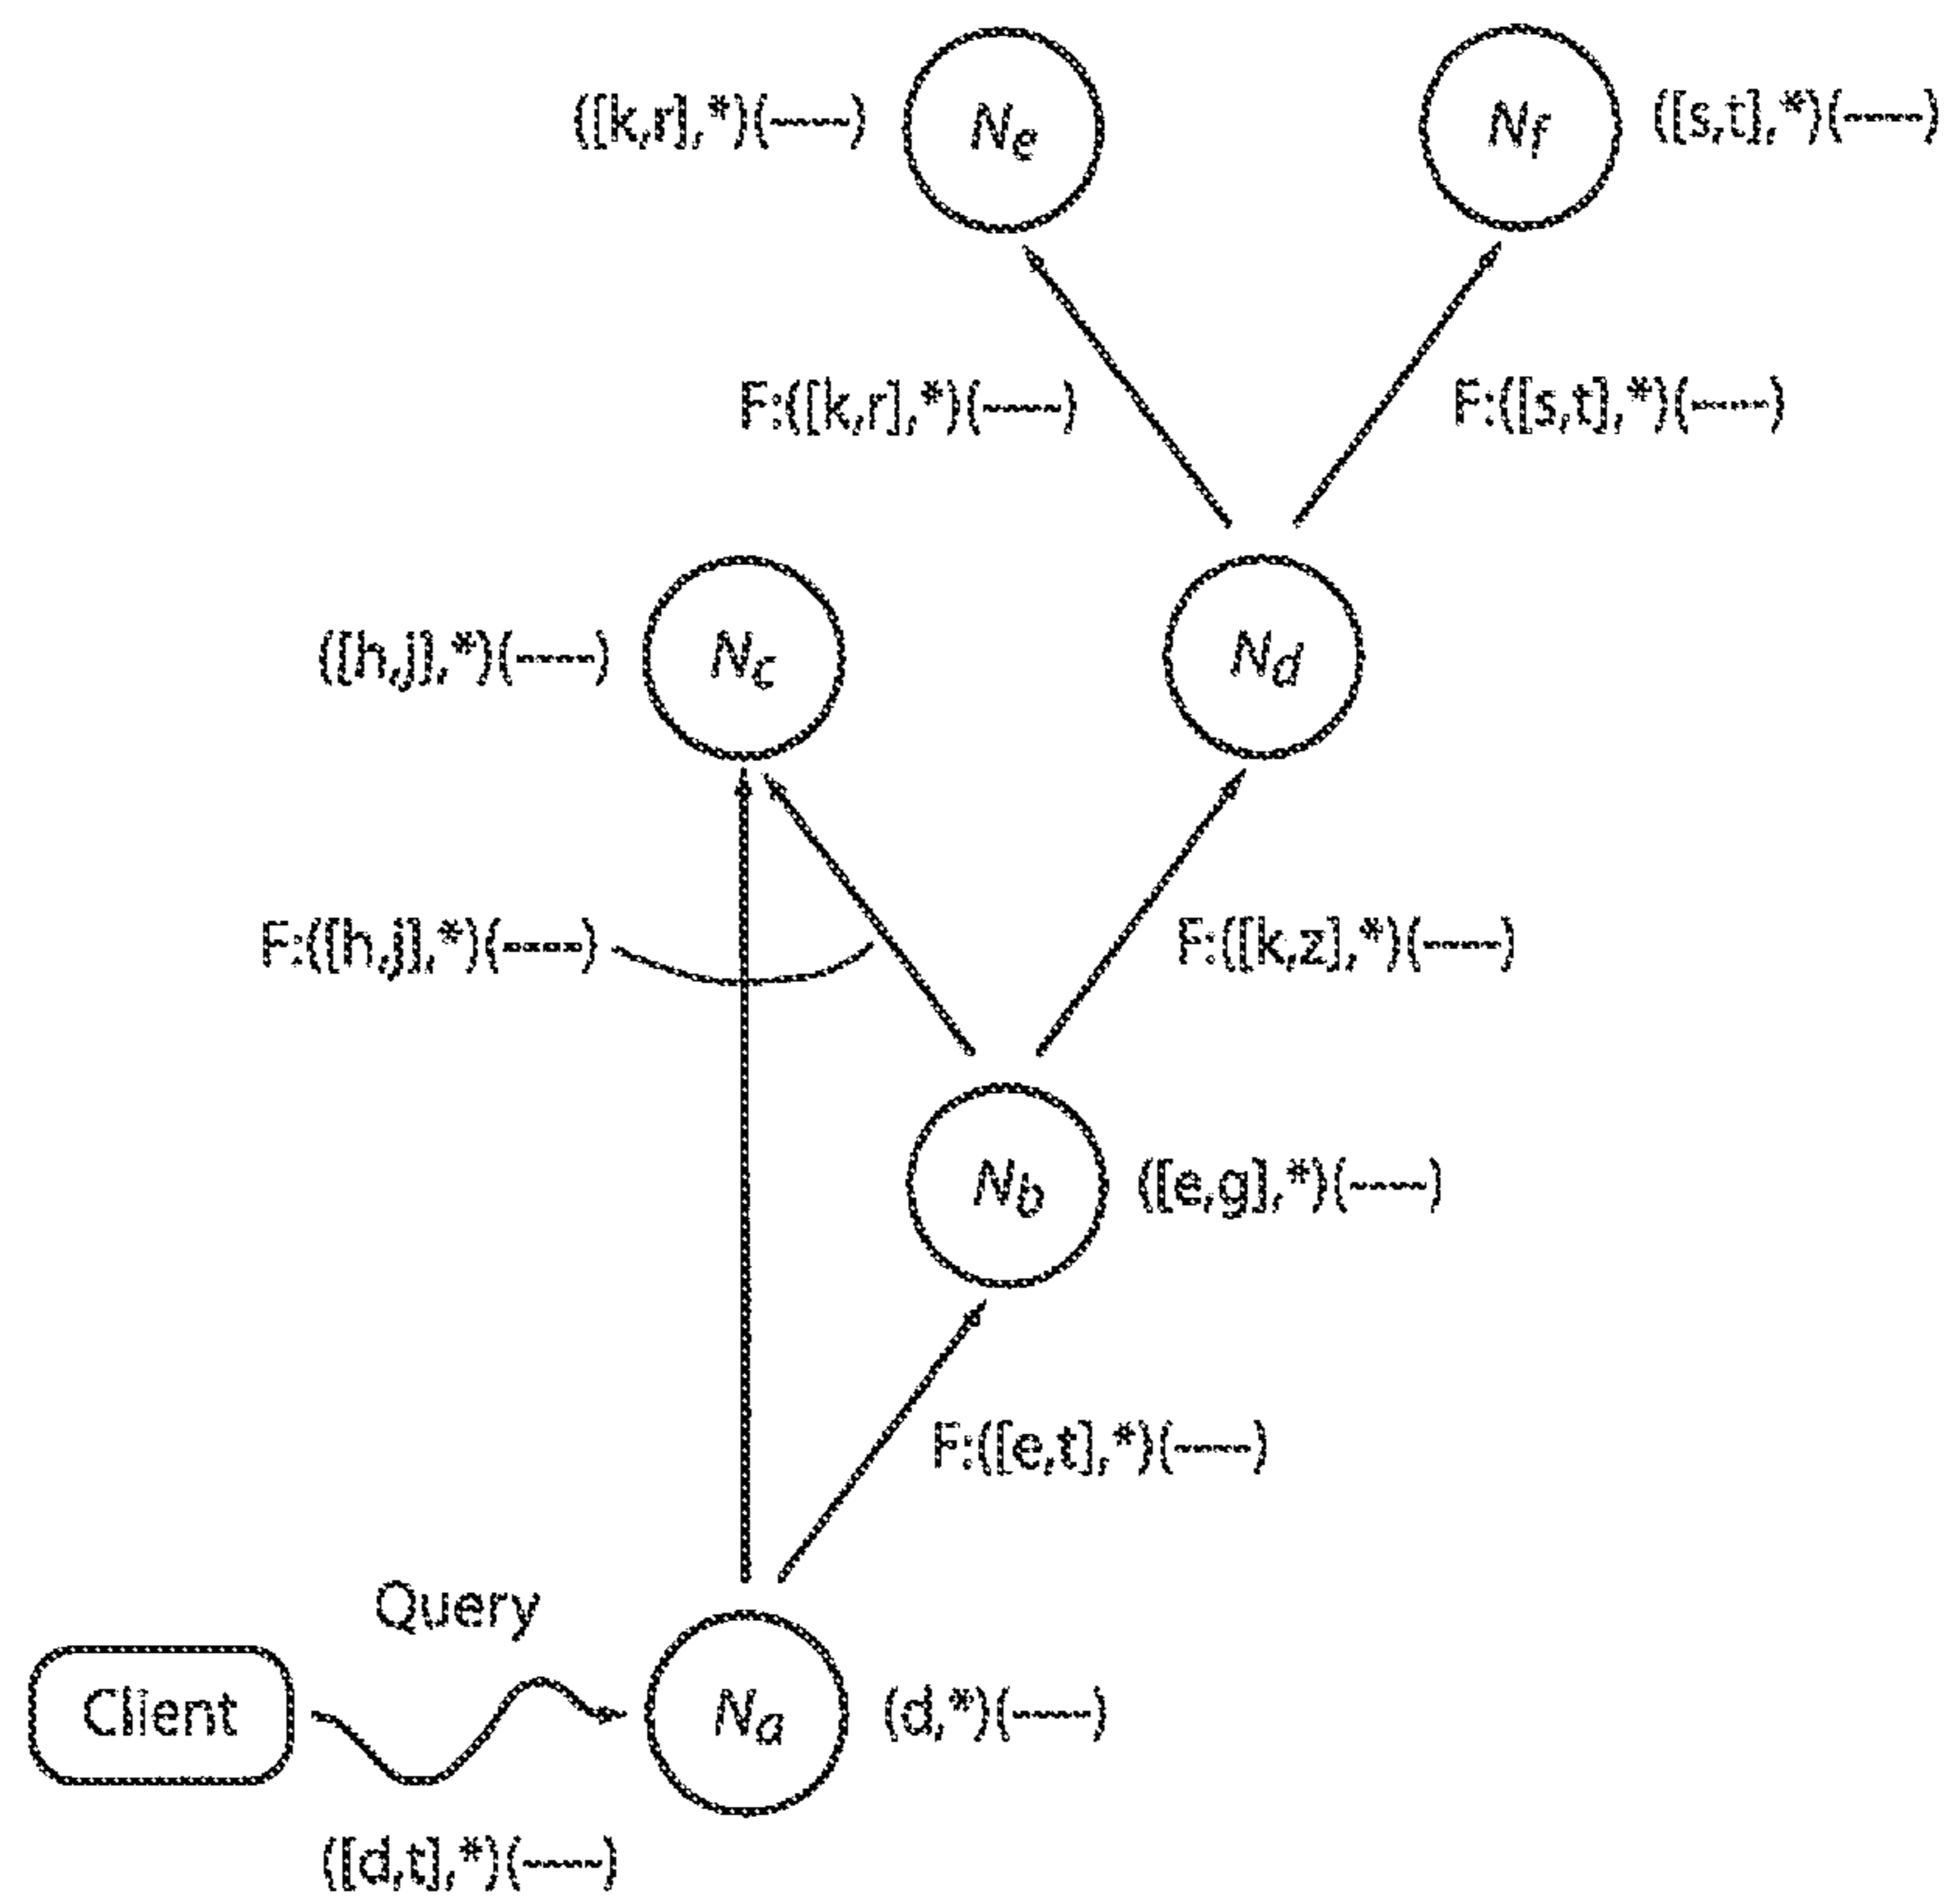 ([k,r],*)(-----) Ne
Nf ([s,t],*)(-----)
F:([k,r],*)(-----)
F:([s,t],*)(-----)
([h,j],*)(-----) Nc
Nd
F:([h,j],*)(-----)
F:([k,z],*)(-----)
Nb ([e,g],*)(-----)
F:([e,t],*)(-----)
Query
Client
Na (d,*)(-----)
([d,t],*)(-----)